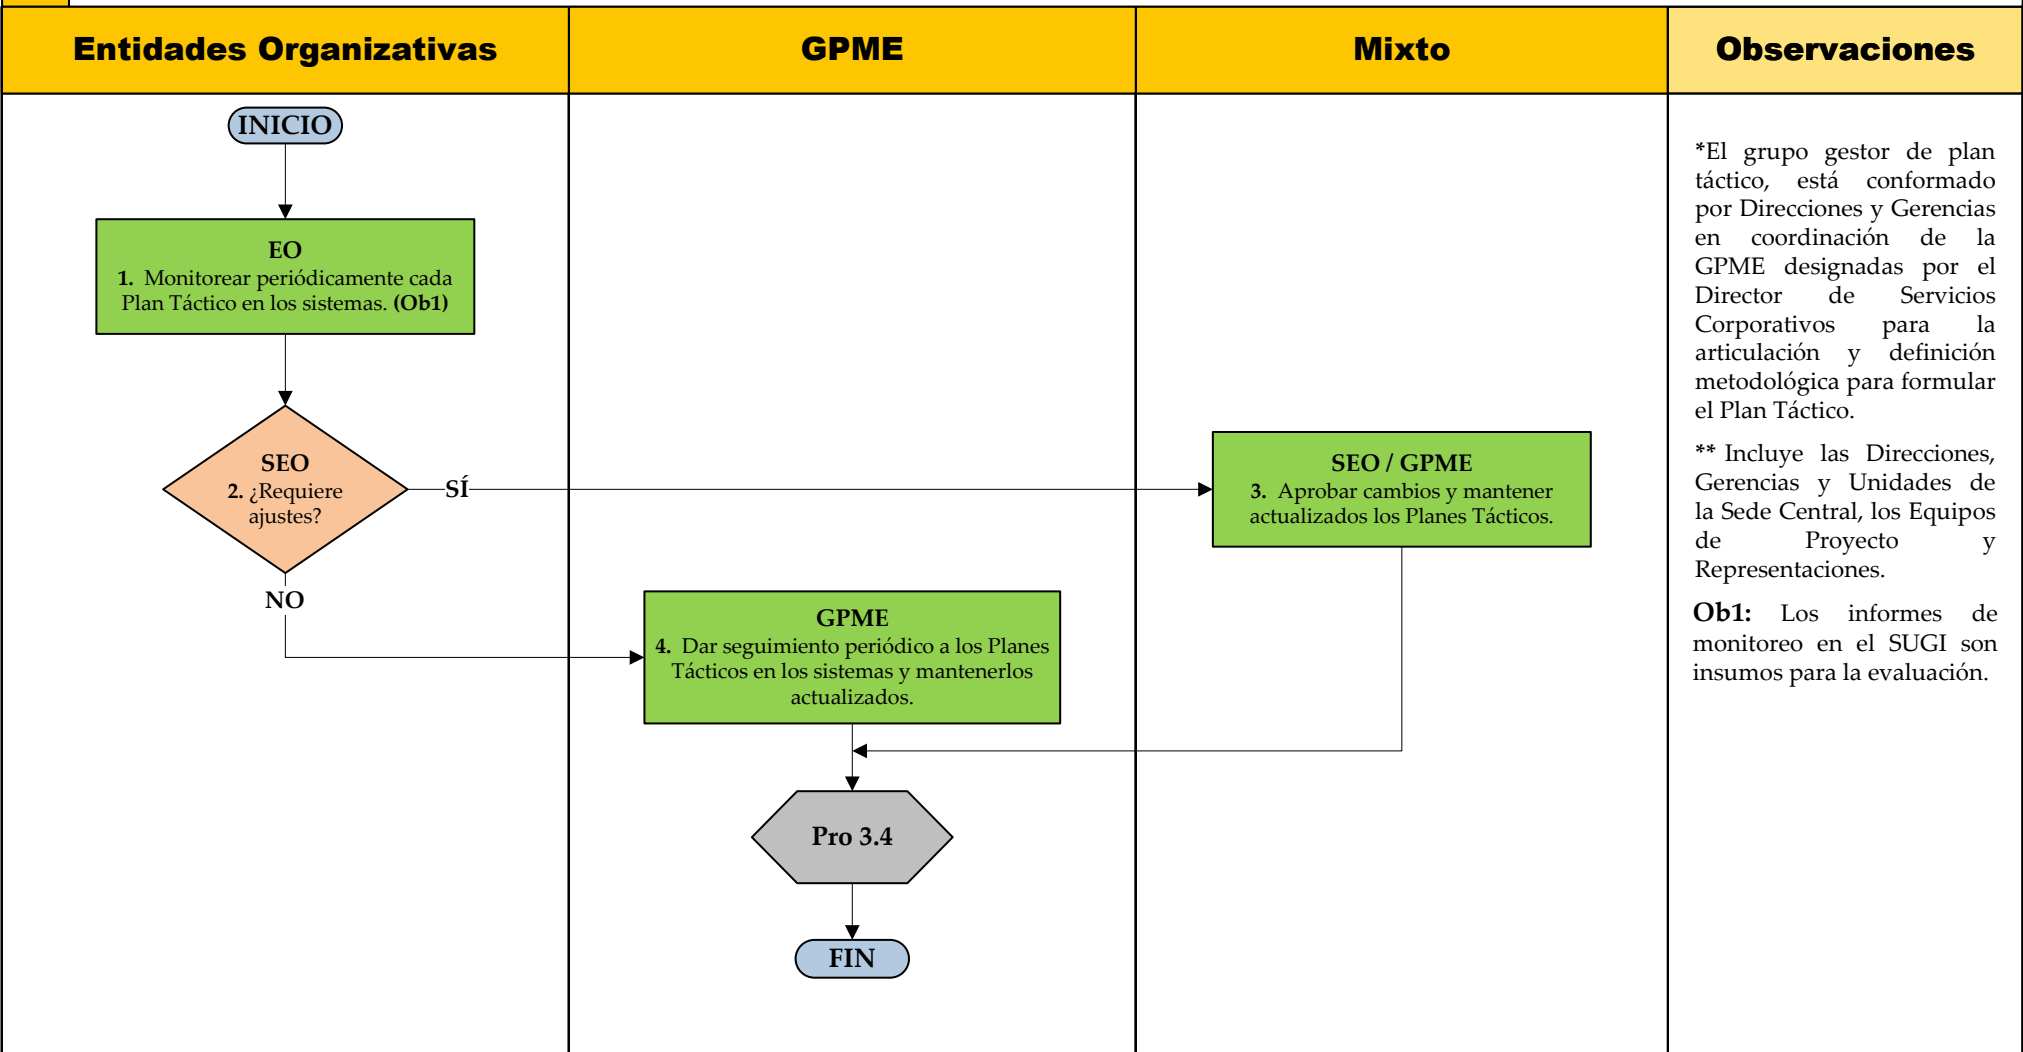 Entidades Organizativas
GPME
Mixto
Observaciones
INICIO
EO
1. Monitorear periódicamente cada
Plan Táctico en los sistemas. (Ob1)
SEO
2. ¿Requiere
ajustes?
SÍ
NO
SEO / GPME
3. Aprobar cambios y mantener
actualizados los Planes Tácticos.
GPME
4. Dar seguimiento periódico a los Planes
Tácticos en los sistemas y mantenerlos
actualizados.
Pro 3.4
FIN
*El grupo gestor de plan
táctico, está conformado
por Direcciones y Gerencias
en coordinación de la
GPME designadas por el
Director de Servicios
Corporativos para la
articulación y definición
metodológica para formular
el Plan Táctico.
** Incluye las Direcciones,
Gerencias y Unidades de
la Sede Central, los Equipos
de Proyecto y
Representaciones.
Ob1: Los informes de
monitoreo en el SUGI son
insumos para la evaluación.